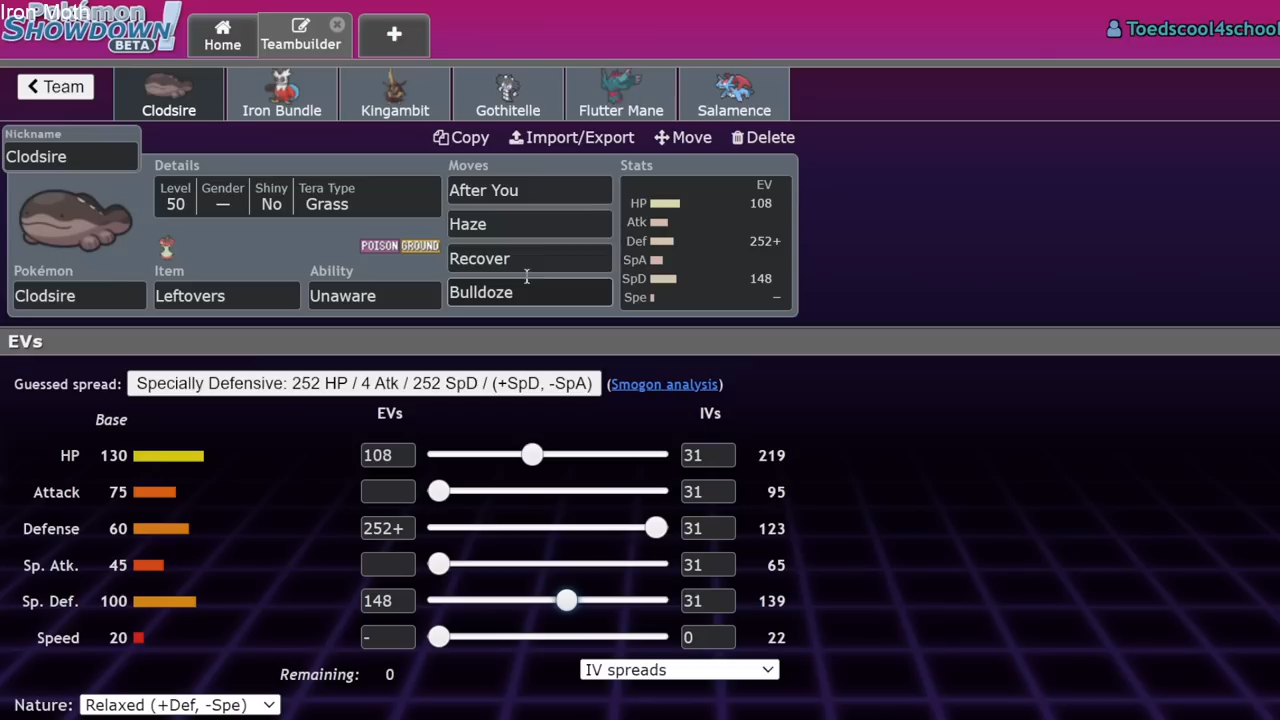 Iron Moth
Pokémon
SHOWDOWN!
BETA
Home
Teambuilder
Toedscool4school
Team
Clodsire
Iron Bundle
Kingambit
Gothitelle
Flutter Mane
Salamence
Nickname
Clodsire
Copy
Import/Export
Move
Delete
Details
Level Gender Shiny Tera Type
50 — No Grass
POISON GROUND
Pokémon
Clodsire
Item
Leftovers
Ability
Unaware
Moves
After You
Haze
Recover
Bulldoze
Stats
EV
HP 108
Atk
Def 252+
SpA
SpD 148
Spe –
EVs
Guessed spread: Specially Defensive: 252 HP / 4 Atk / 252 SpD / (+SpD, -SpA) (Smogon analysis)
Base EVs IVs
HP 130 108 31 219
Attack 75 31 95
Defense 60 252+ 31 123
Sp. Atk. 45 31 65
Sp. Def. 100 148 31 139
Speed 20 - 0 22
Remaining: 0
IV spreads
Nature: Relaxed (+Def, -Spe)